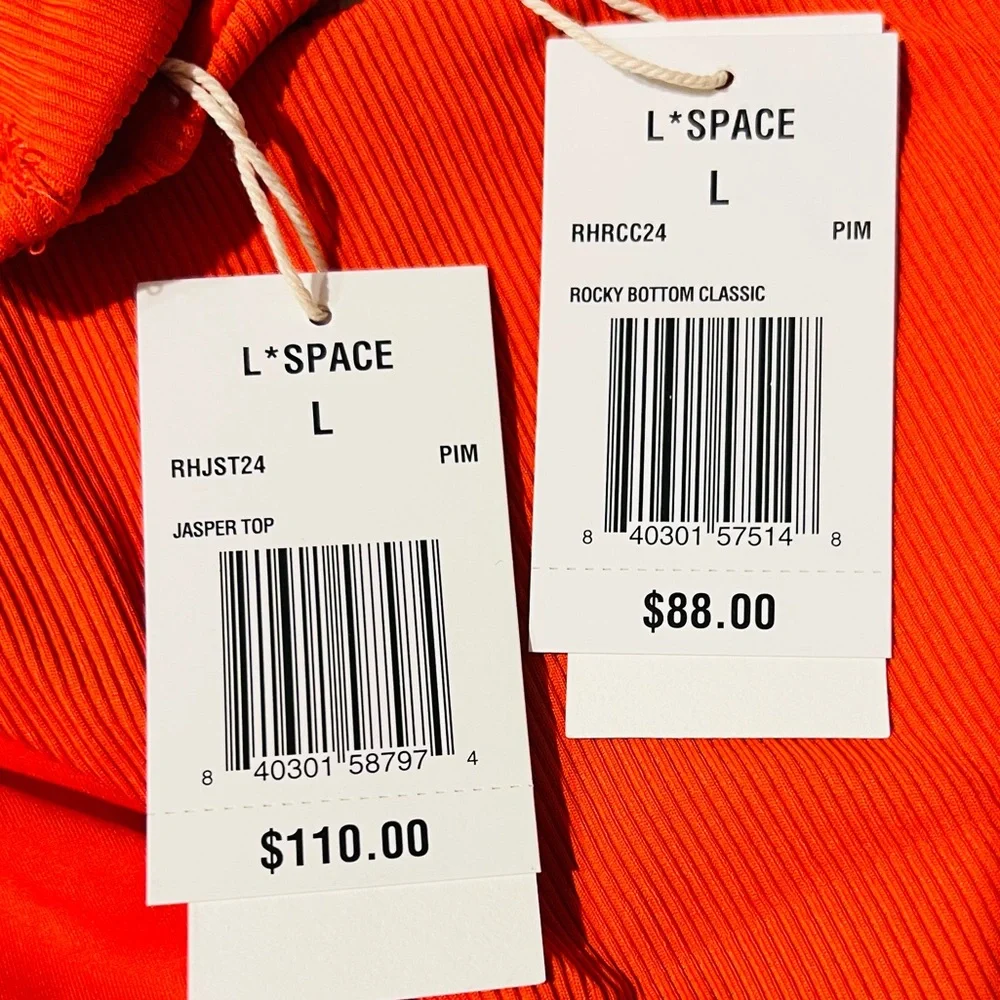 L*SPACE
L
RHJST24 PIM
JASPER TOP
8 40301 58797 4
$110.00
L*SPACE
L
RHRCC24 PIM
ROCKY BOTTOM CLASSIC
8 40301 57514 8
$88.00